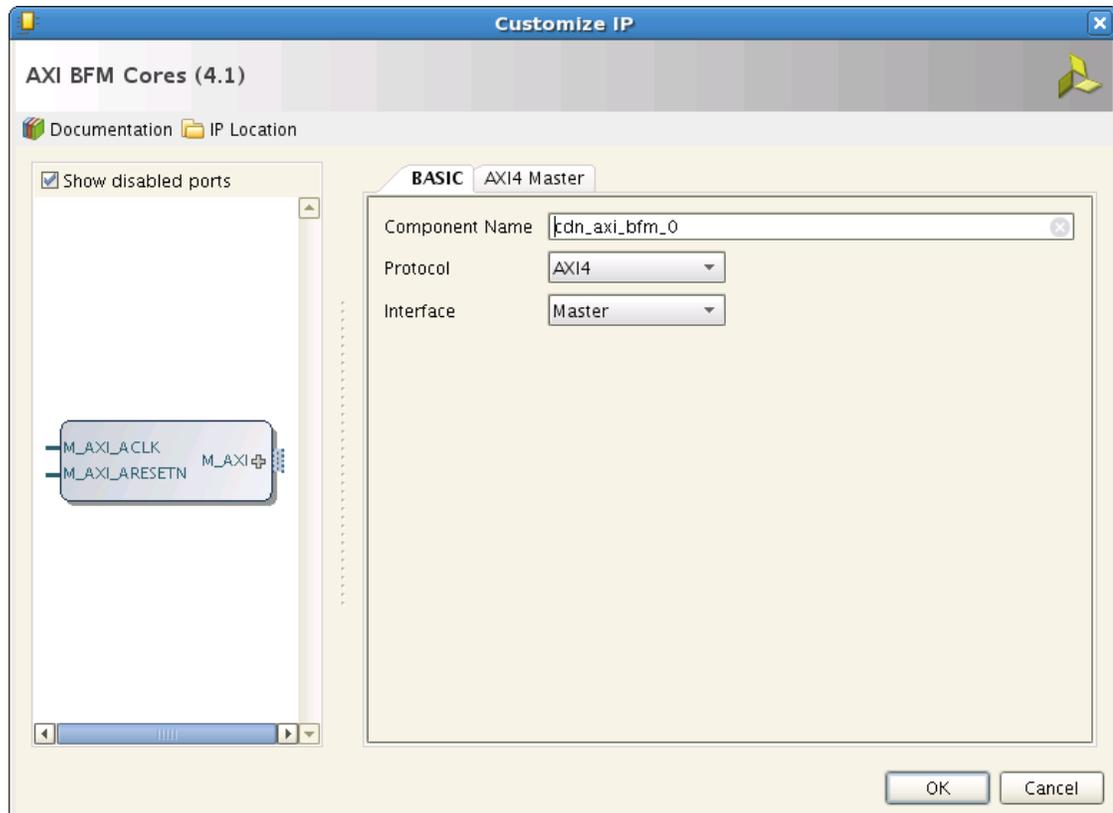 Customize IP
AXI BFM Cores (4.1)
Documentation IP Location
Show disabled ports
M_AXI_ACLK
M_AXI_ARESETN
M_AXI
BASIC AXI4 Master
Component Name cdn_axi_bfm_0
Protocol AXI4
Interface Master
OK Cancel